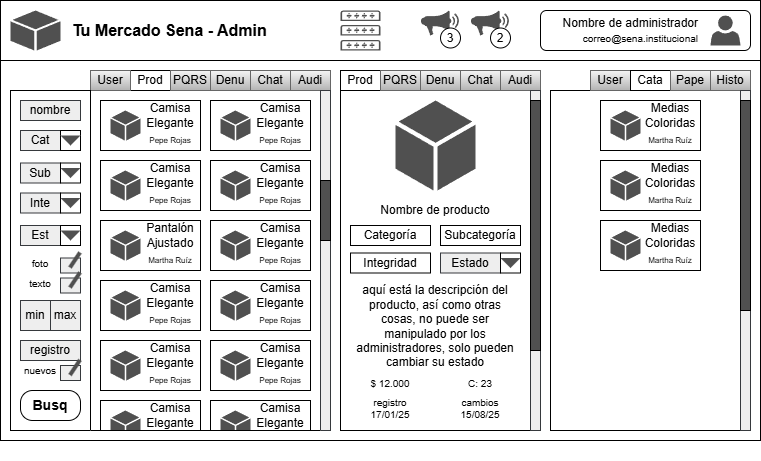 Tu Mercado Sena - Admin
3
2
Nombre de administrador
correo@sena.institucional
User
Prod
PQRS
Denu
Chat
Audi
nombre
Cat
Sub
Inte
Est
foto
texto
min
max
registro
nuevos
Busq
Camisa
Elegante
Pepe Rojas
Camisa
Elegante
Pepe Rojas
Camisa
Elegante
Pepe Rojas
Camisa
Elegante
Pepe Rojas
Pantalón
Ajustado
Martha Ruíz
Camisa
Elegante
Pepe Rojas
Camisa
Elegante
Pepe Rojas
Camisa
Elegante
Pepe Rojas
Camisa
Elegante
Pepe Rojas
Camisa
Elegante
Pepe Rojas
Camisa
Elegante
Camisa
Elegante
Prod
PQRS
Denu
Chat
Audi
Nombre de producto
Categoría
Subcategoría
Integridad
Estado
aquí está la descripción del
producto, así como otras
cosas, no puede ser
manipulado por los
administradores, solo pueden
cambiar su estado
$ 12.000
C: 23
registro
17/01/25
cambios
15/08/25
User
Cata
Pape
Histo
Medias
Coloridas
Martha Ruíz
Medias
Coloridas
Martha Ruíz
Medias
Coloridas
Martha Ruíz